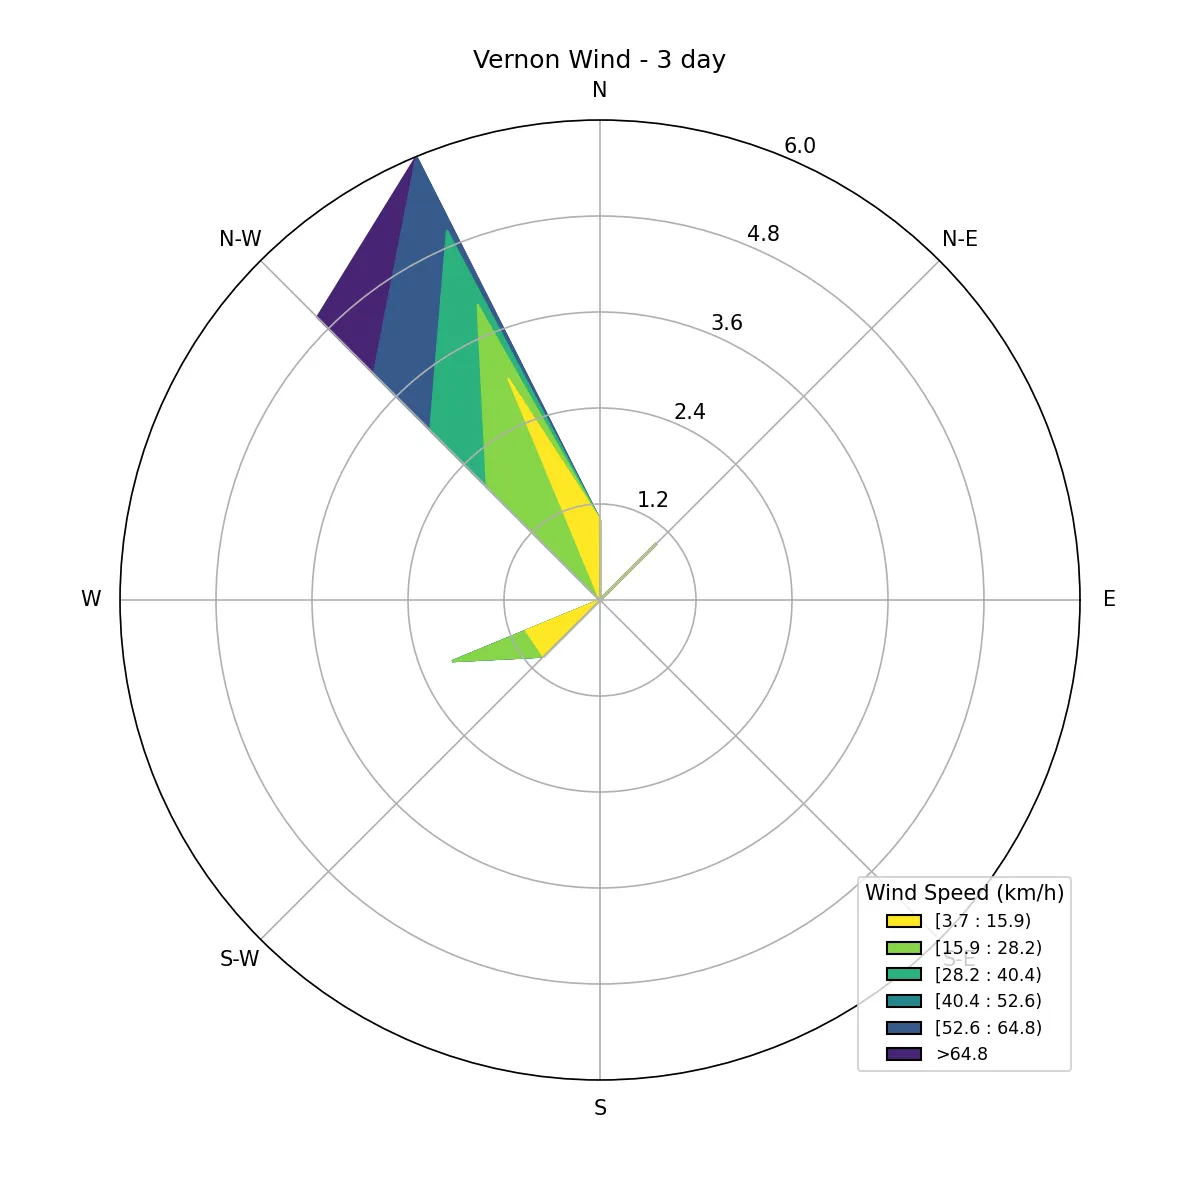 Vernon Wind - 3 day
N
6.0
N-W
N-E
4.8
3.6
2.4
1.2
W
E
S-W
S-E
S
Wind Speed (km/h)
[3.7 : 15.9)
[15.9 : 28.2)
[28.2 : 40.4)
[40.4 : 52.6)
[52.6 : 64.8)
>64.8